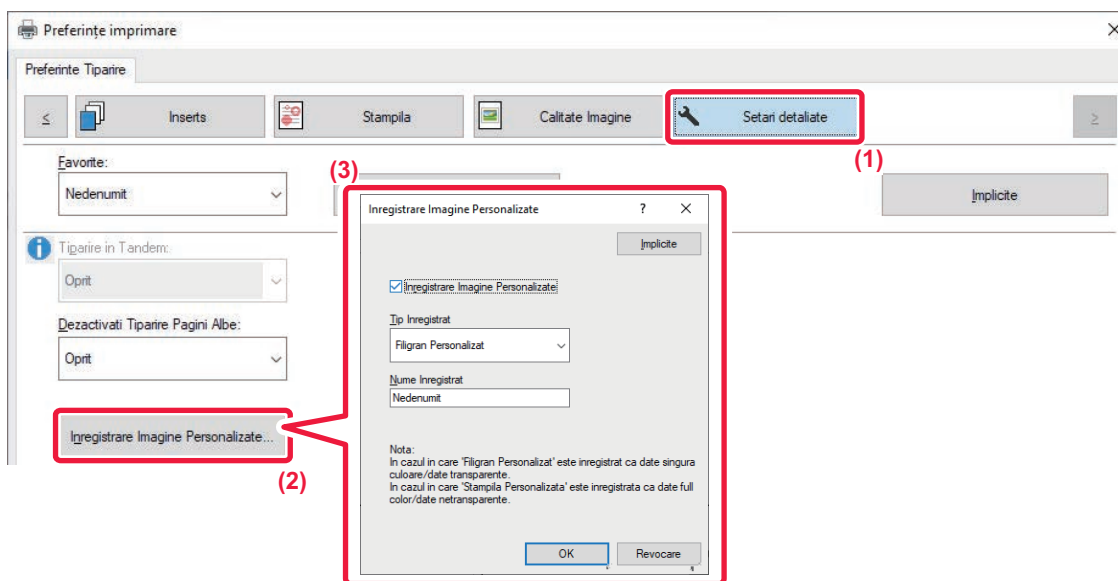 Preferințe imprimare
Preferinte Tiparire
≤
Inserts
Stampila
Calitate Imagine
Setari detaliate
≥
(1)
Favorite:
Nedenumit
Implicite
(3)
Inregistrare Imagine Personalizate
?
Implicite
Inregistrare Imagine Personalizate
Tip Inregistrat
Filigran Personalizat
Nume Inregistrat
Nedenumit
Nota:
In cazul in care 'Filigran Personalizat' este inregistrat ca date singura
culoare/date transparente.
In cazul in care 'Stampila Personalizata' este inregistrata ca date full
color/date netransparente.
OK
Revocare
Tiparire in Tandem:
Oprit
Dezactivati Tiparire Pagini Albe:
Oprit
Inregistrare Imagine Personalizate...
(2)